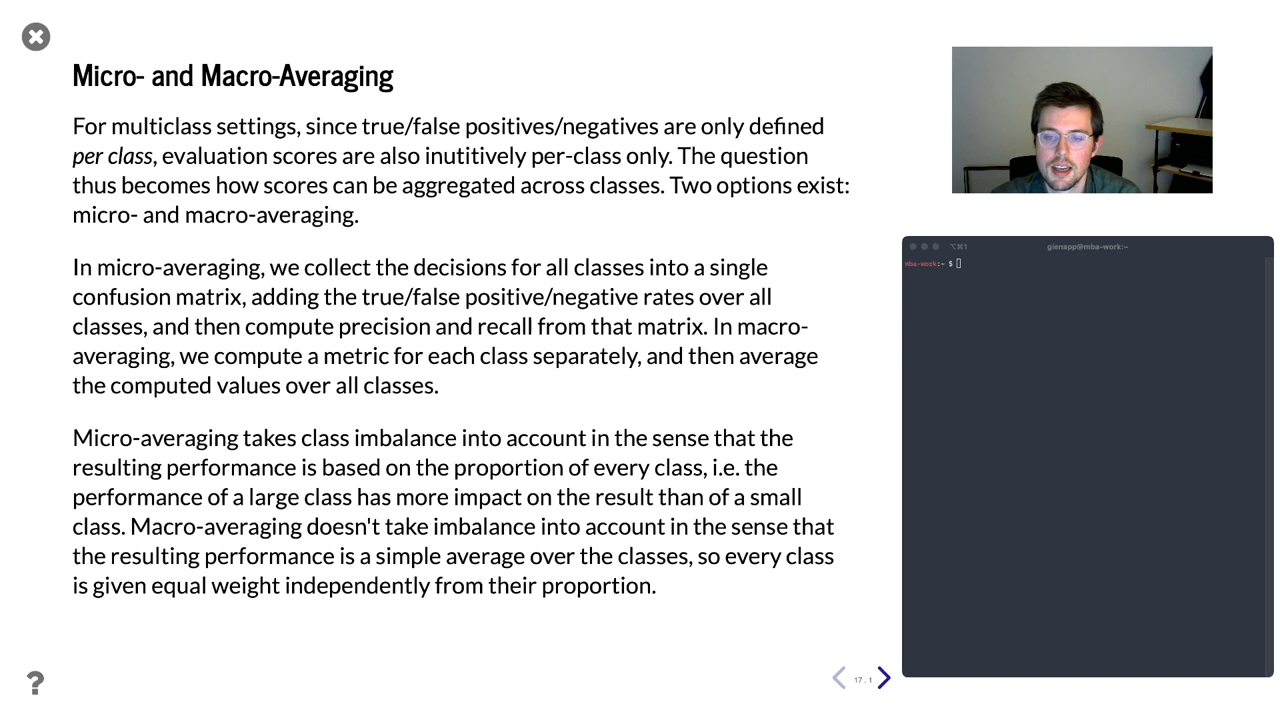 Micro- and Macro-Averaging
For multiclass settings, since true/false positives/negatives are only defined
per class, evaluation scores are also inutitively per-class only. The question
thus becomes how scores can be aggregated across classes. Two options exist:
micro- and macro-averaging.
In micro-averaging, we collect the decisions for all classes into a single
confusion matrix, adding the true/false positive/negative rates over all
classes, and then compute precision and recall from that matrix. In macro-
averaging, we compute a metric for each class separately, and then average
the computed values over all classes.
Micro-averaging takes class imbalance into account in the sense that the
resulting performance is based on the proportion of every class, i.e. the
performance of a large class has more impact on the result than of a small
class. Macro-averaging doesn't take imbalance into account in the sense that
the resulting performance is a simple average over the classes, so every class
is given equal weight independently from their proportion.
?
17.1
⌥⌘1
gienapp@mba-work:~
mba-work:~ $